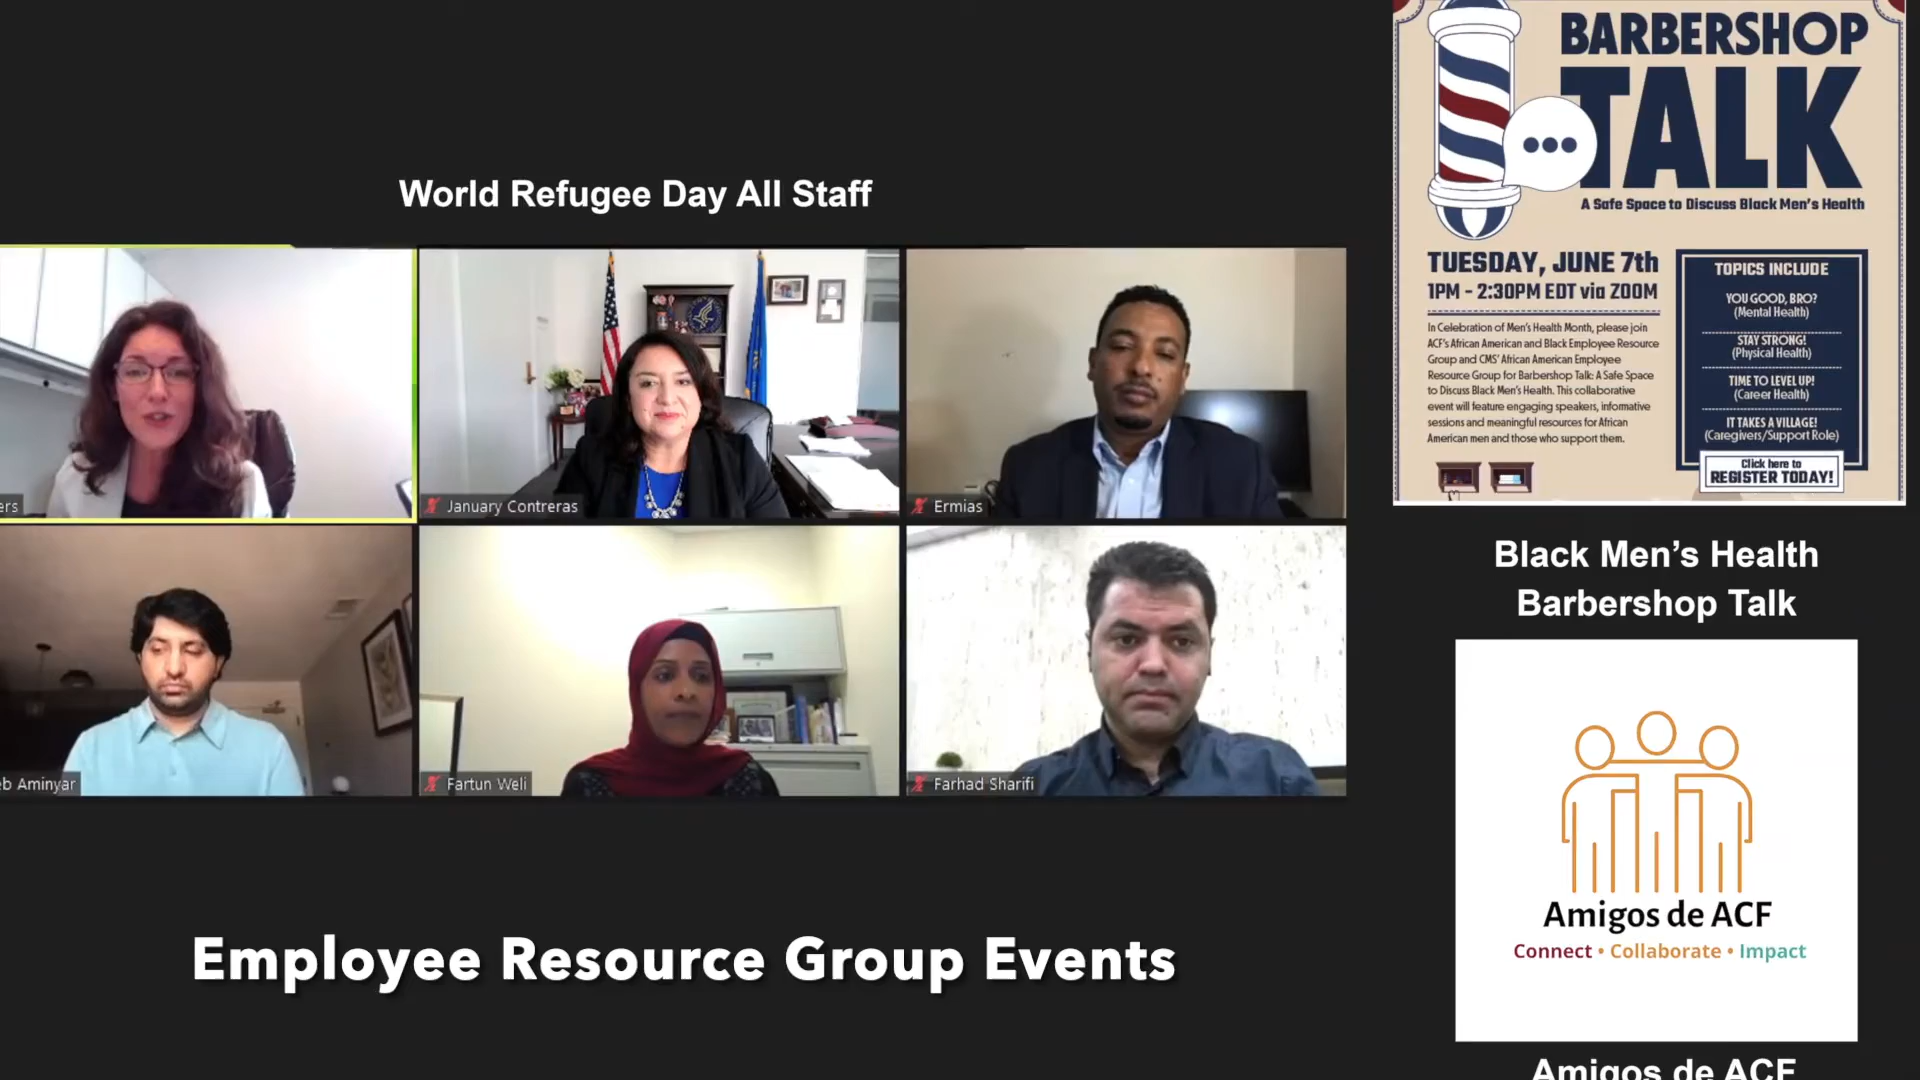 World Refugee Day All Staff
ers
January Contreras
Ermias
eb Aminyar
Fartun Weli
Farhad Sharifi
Employee Resource Group Events
BARBERSHOP
TALK
A Safe Space to Discuss Black Men's Health
TUESDAY, JUNE 7th
1PM - 2:30PM EDT via ZOOM
In Celebration of Men's Health Month, please join
ACF's African American and Black Employee Resource
Group and CMS' African American Employee
Resource Group for Barbershop Talk: A Safe Space
to Discuss Black Men's Health. This collaborative
event will feature engaging speakers, informative
sessions and meaningful resources for African
American men and those who support them.
TOPICS INCLUDE
YOU GOOD, BRO?
(Mental Health)
STAY STRONG!
(Physical Health)
TIME TO LEVEL UP!
(Career Health)
IT TAKES A VILLAGE!
(Caregivers/Support Role)
Click here to
REGISTER TODAY!
Black Men’s Health
Barbershop Talk
Amigos de ACF
Connect • Collaborate • Impact
Amigos de ACF